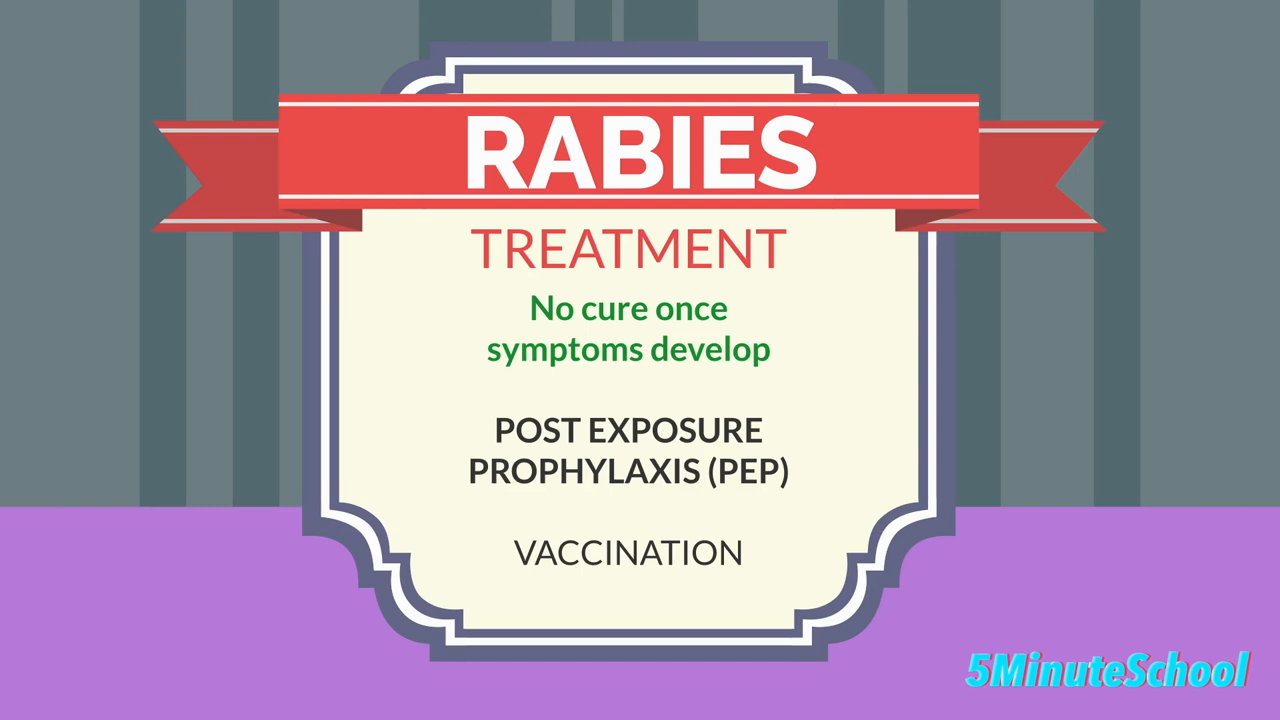 RABIES
TREATMENT
No cure once
symptoms develop
POST EXPOSURE
PROPHYLAXIS (PEP)
VACCINATION
5MinuteSchool